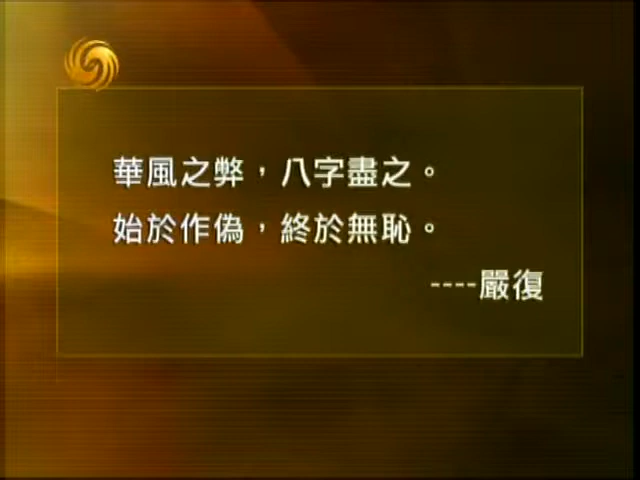 華風之弊，八字盡之。
始於作偽，終於無恥。
----嚴復